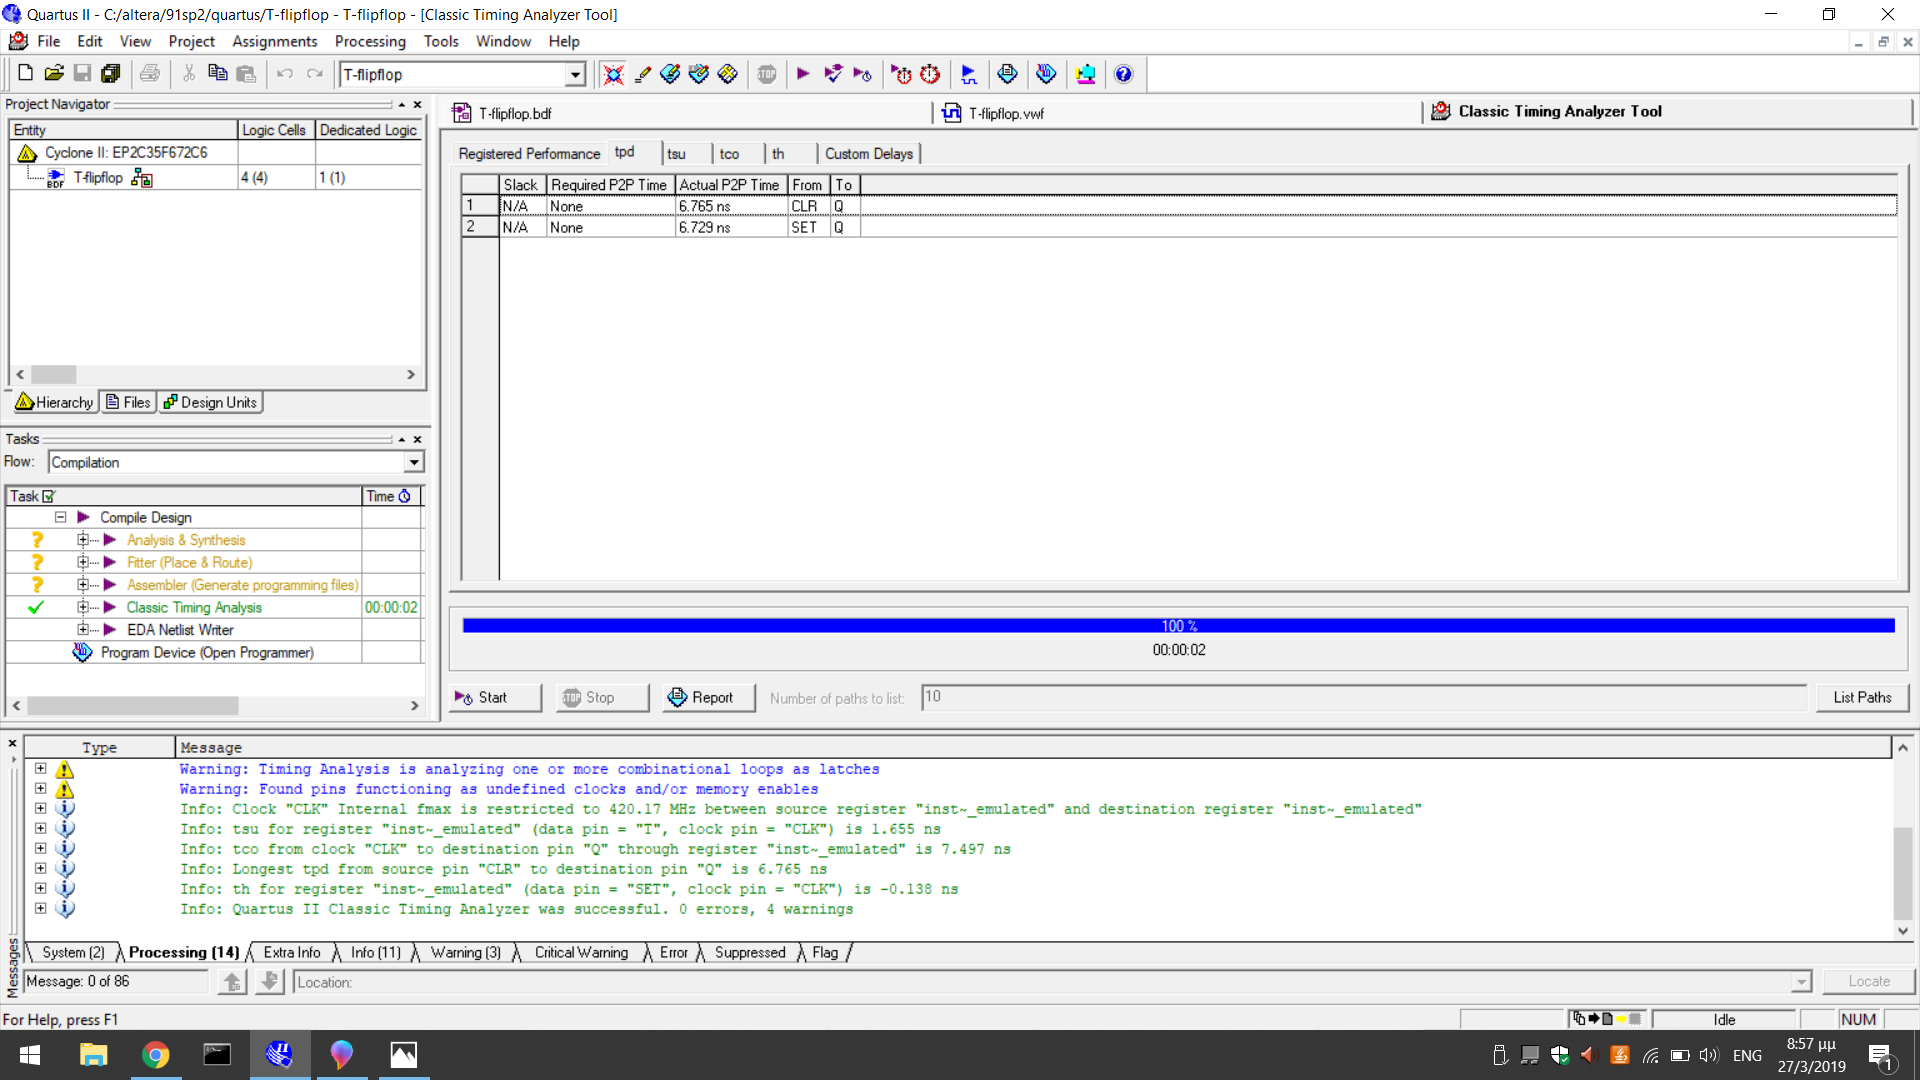 Quartus II - C:/altera/91sp2/quartus/T-flipflop - T-flipflop - [Classic Timing Analyzer Tool]
File Edit View Project Assignments Processing Tools Window Help
T-flipflop
Project Navigator
Entity Logic Cells Dedicated Logic
Cyclone II: EP2C35F672C6
BDF T-flipflop 4 (4) 1 (1)
Hierarchy Files Design Units
Tasks
Flow: Compilation
Task Time
Compile Design
Analysis & Synthesis
Fitter (Place & Route)
Assembler (Generate programming files)
Classic Timing Analysis 00:00:02
EDA Netlist Writer
Program Device (Open Programmer)
T-flipflop.bdf T-flipflop.vwf Classic Timing Analyzer Tool
Registered Performance tpd tsu tco th Custom Delays
Slack Required P2P Time Actual P2P Time From To
1 N/A None 6.765 ns CLR Q
2 N/A None 6.729 ns SET Q
100 %
00:00:02
Start STOP Stop Report Number of paths to list: 10 List Paths
Type Message
Warning: Timing Analysis is analyzing one or more combinational loops as latches
Warning: Found pins functioning as undefined clocks and/or memory enables
Info: Clock "CLK" Internal fmax is restricted to 420.17 MHz between source register "inst~_emulated" and destination register "inst~_emulated"
Info: tsu for register "inst~_emulated" (data pin = "T", clock pin = "CLK") is 1.655 ns
Info: tco from clock "CLK" to destination pin "Q" through register "inst~_emulated" is 7.497 ns
Info: Longest tpd from source pin "CLR" to destination pin "Q" is 6.765 ns
Info: th for register "inst~_emulated" (data pin = "SET", clock pin = "CLK") is -0.138 ns
Info: Quartus II Classic Timing Analyzer was successful. 0 errors, 4 warnings
System (2) Processing (14) Extra Info Info (11) Warning (3) Critical Warning Error Suppressed Flag
Messages
Message: 0 of 86 Location: Locate
For Help, press F1 Idle NUM
ENG 8:57 μμ
27/3/2019
1